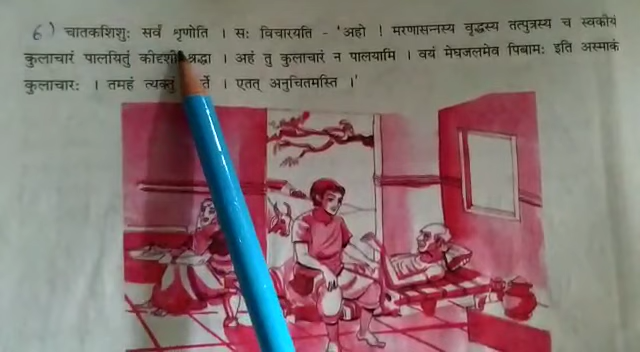 6) चातकशिशुः सर्वं शृणोति । सः विचारयति - 'अहो ! मरणासन्नस्य वृद्धस्य तत्पुत्रस्य च स्वकीयं
कुलाचारं पालयितुं श्रद्धा । अहं तु कुलाचारं न पालयामि । वयं मेघजलमेव पिबामः इति अस्माकं
कुलाचारः । तमहं । एतत् अनुचितमस्ति ।'